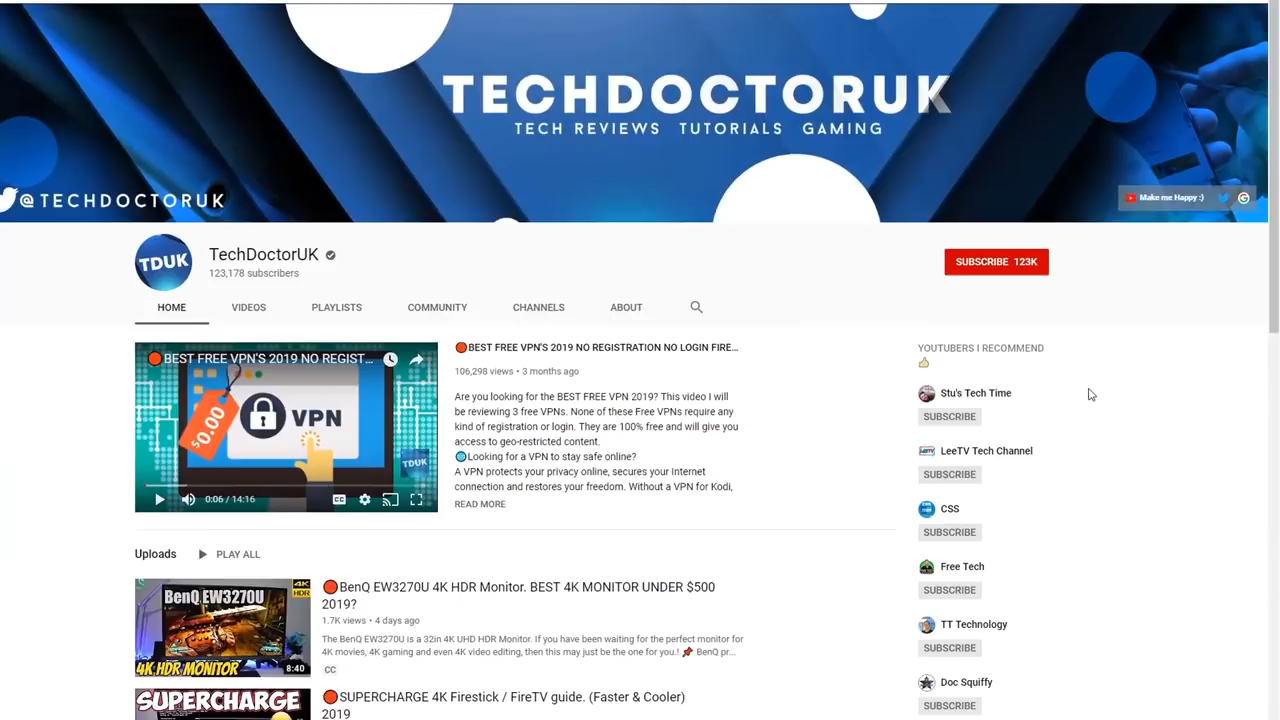 TECHDOCTORUK
TECH REVIEWS TUTORIALS GAMING
@TECHDOCTORUK
Make me Happy :)
TDUK
TechDoctorUK
123,178 subscribers
SUBSCRIBE 123K
HOME VIDEOS PLAYLISTS COMMUNITY CHANNELS ABOUT
BEST FREE VPN'S 2019 NO REGIST...
$0.00
VPN
TDUK
CC
0:06 / 14:16
BEST FREE VPN'S 2019 NO REGISTRATION NO LOGIN FIRE...
106,298 views • 3 months ago
Are you looking for the BEST FREE VPN 2019? This video I will
be reviewing 3 free VPNs. None of these Free VPNs require any
kind of registration or login. They are 100% free and will give you
access to geo-restricted content.
Looking for a VPN to stay safe online?
A VPN protects your privacy online, secures your Internet
connection and restores your freedom. Without a VPN for Kodi,
READ MORE
YOUTUBERS I RECOMMEND
Stu's Tech Time
SUBSCRIBE
LeeTV Tech Channel
SUBSCRIBE
CSS
SUBSCRIBE
Free Tech
SUBSCRIBE
TT Technology
SUBSCRIBE
Doc Squiffy
SUBSCRIBE
Uploads PLAY ALL
BenQ EW3270U
4K
HDR
4K HDR MONITOR
8:40
BenQ EW3270U 4K HDR Monitor. BEST 4K MONITOR UNDER $500
2019?
1.7K views • 4 days ago
The BenQ EW3270U is a 32in 4K UHD HDR Monitor. If you have been waiting for the perfect monitor for
4K movies, 4K gaming and even 4K video editing, then this may just be the one for you.! BenQ pr...
CC
SUPERCHARGE
SUPERCHARGE 4K Firestick / FireTV guide. (Faster & Cooler)
2019